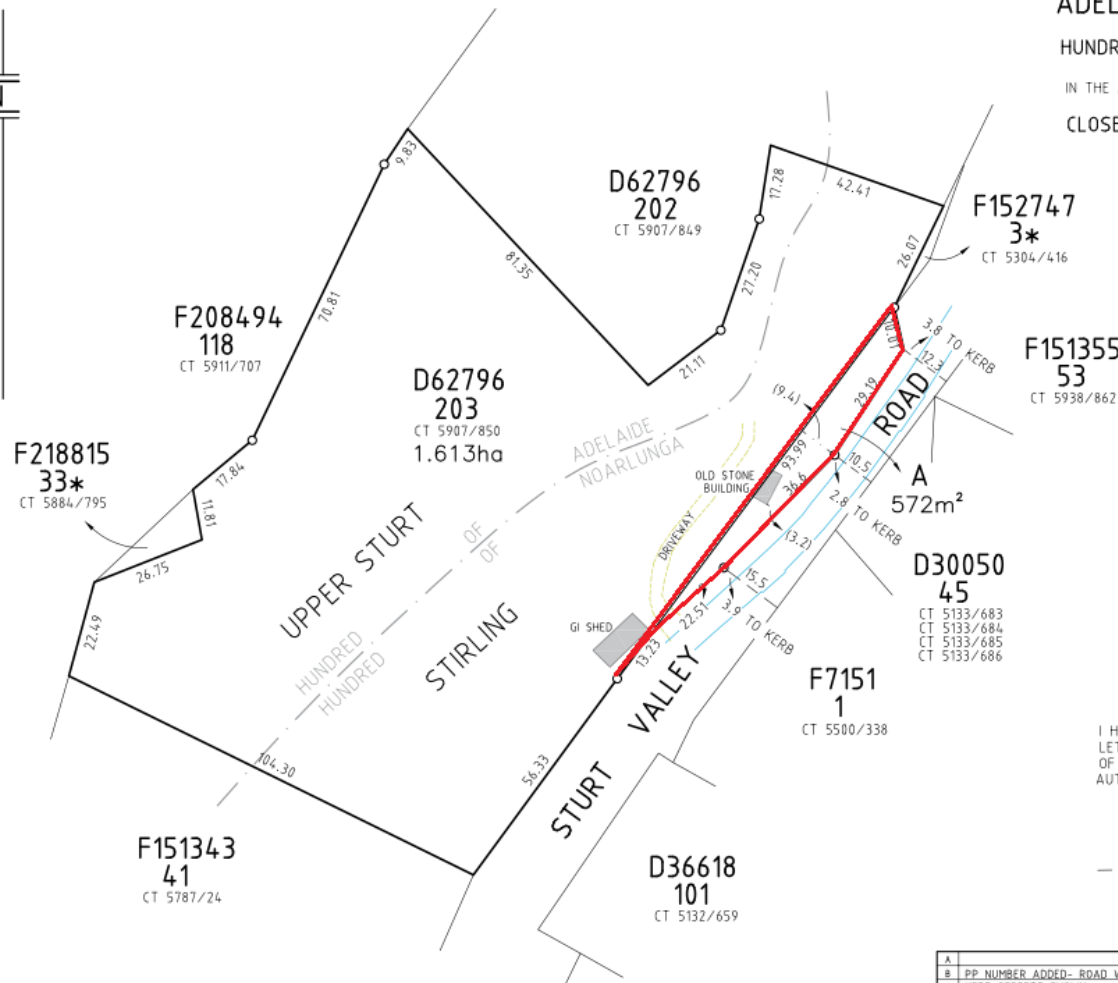 ADEL
HUNDR
IN THE
CLOSE
9.83
D62796
202
CT 5907/849
17.28
42.41
F152747
3*
CT 5304/416
26.07
27.20
81.35
70.81
F208494
118
CT 5911/707
21.11
10.01
3.8 TO KERB
12.3
F151355
53
CT 5938/862
D62796
203
CT 5907/850
1.613ha
(9.4)
29.19
ROAD
ADELAIDE
NOARLUNGA
93.99
F218815
33*
CT 5884/795
17.84
11.81
OLD STONE
BUILDING
36.6
10.5
A
572m²
2.8 TO KERB
DRIVEWAY
(3.2)
26.75
UPPER STURT
OF
OF
15.5
D30050
45
CT 5133/683
CT 5133/684
CT 5133/685
CT 5133/686
22.49
STIRLING
GI SHED
22.51
3.9 TO KERB
13.23
HUNDRED
HUNDRED
VALLEY
F7151
1
CT 5500/338
104.30
56.33
STURT
I H
LET
OF
AUT
F151343
41
CT 5787/24
D36618
101
CT 5132/659
A
B PP NUMBER ADDED- ROAD W